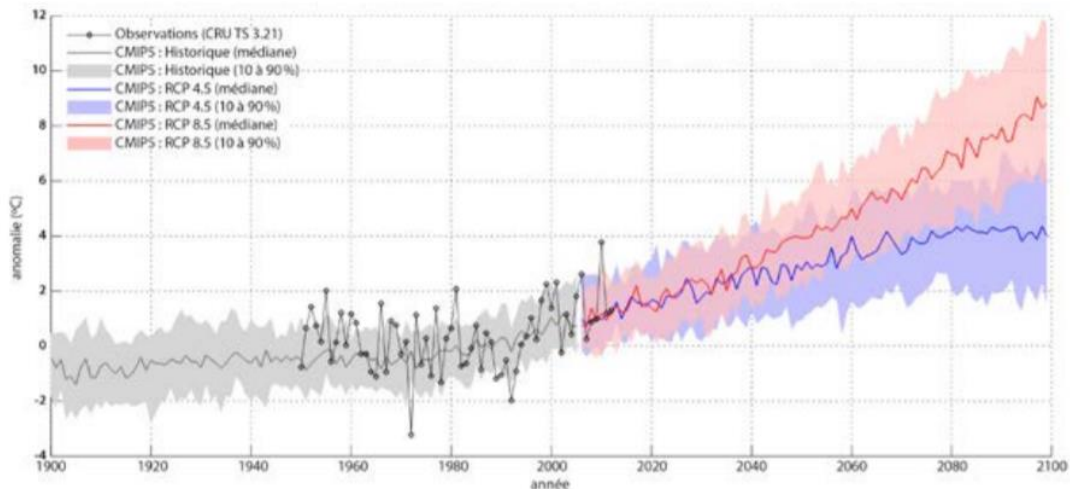 12
10
8
6
4
2
0
-2
-4
anomalie (ºC)
Observations (CRU TS 3.21)
CMIP5 : Historique (médiane)
CMIP5 : Historique (10 à 90 %)
CMIP5 : RCP 4.5 (médiane)
CMIP5 : RCP 4.5 (10 à 90 %)
CMIP5 : RCP 8.5 (médiane)
CMIP5 : RCP 8.5 (10 à 90 %)
1900 1920 1940 1960 1980 2000 2020 2040 2060 2080 2100
année